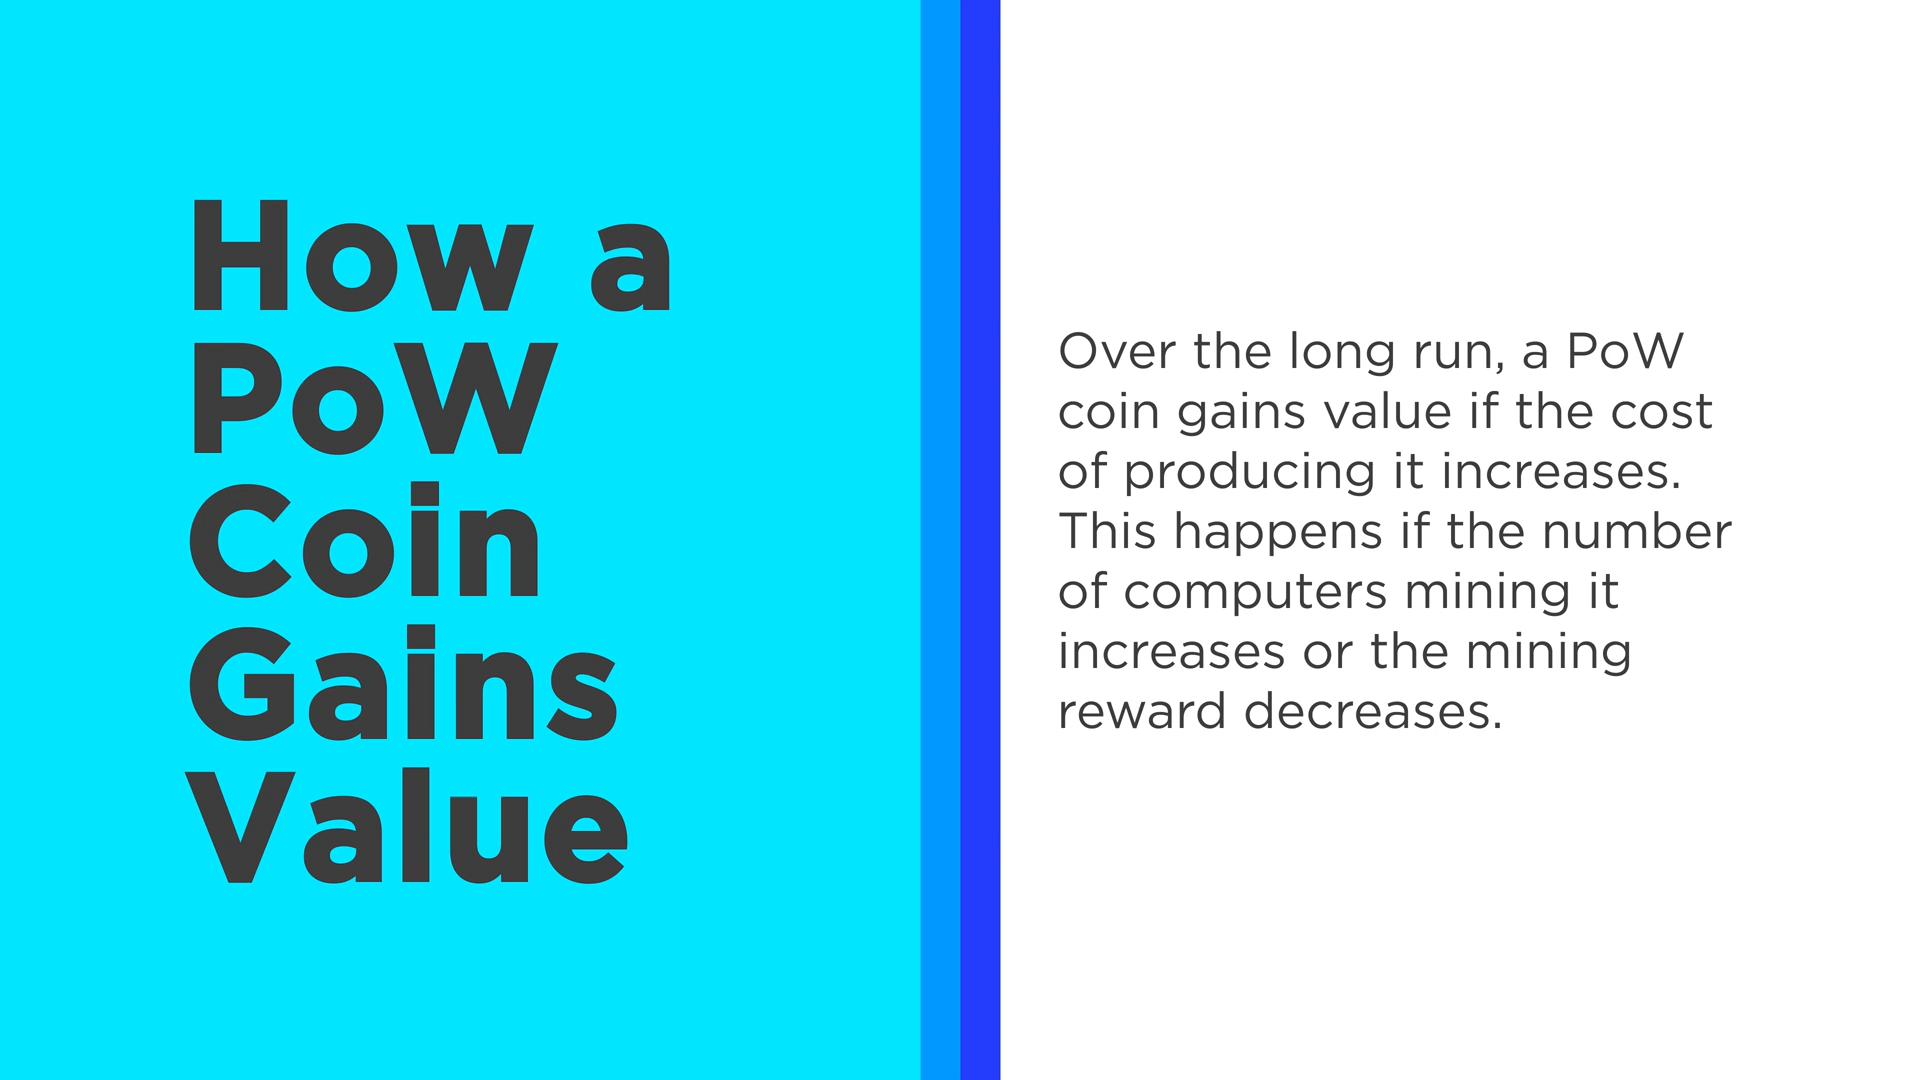 How a
PoW
Coin
Gains
Value
Over the long run, a PoW
coin gains value if the cost
of producing it increases.
This happens if the number
of computers mining it
increases or the mining
reward decreases.